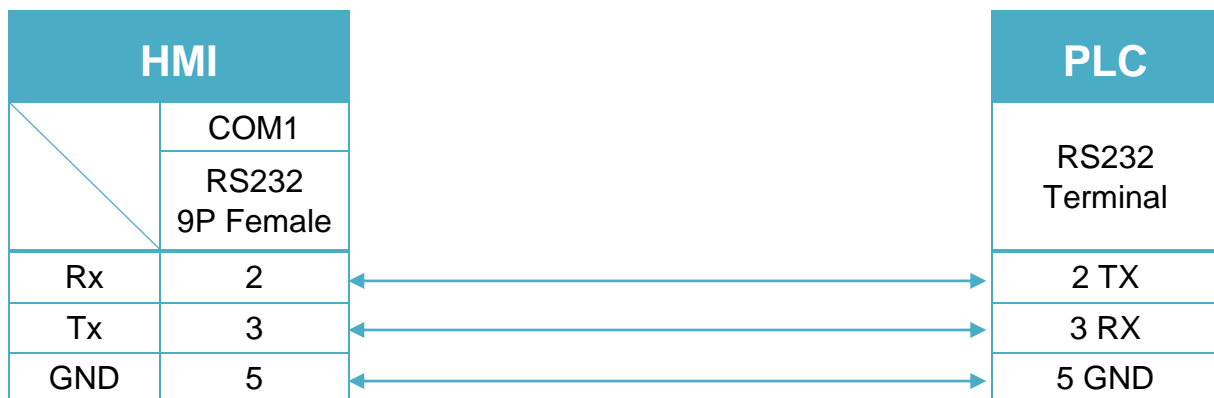 HMI
PLC
COM1
RS232
9P Female
RS232
Terminal
Rx 2 2 TX
Tx 3 3 RX
GND 5 5 GND